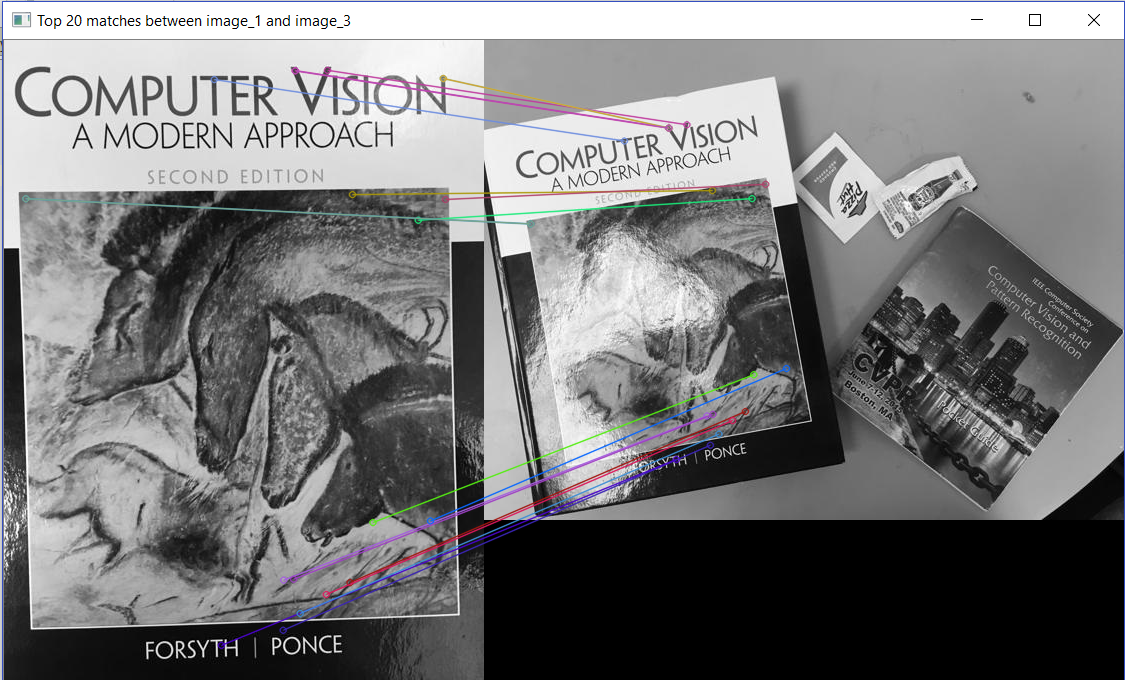 Top 20 matches between image_1 and image_3
COMPUTER VISION
A MODERN APPROACH
SECOND EDITION
FORSYTH | PONCE
COMPUTER VISION
A MODERN APPROACH
SECOND EDITION
FORSYTH | PONCE
Pizza
Hut
IEEE Computer Society
Conference on
Computer Vision and
Pattern Recognition
CVPR
Boston, MA
Pocket Guide